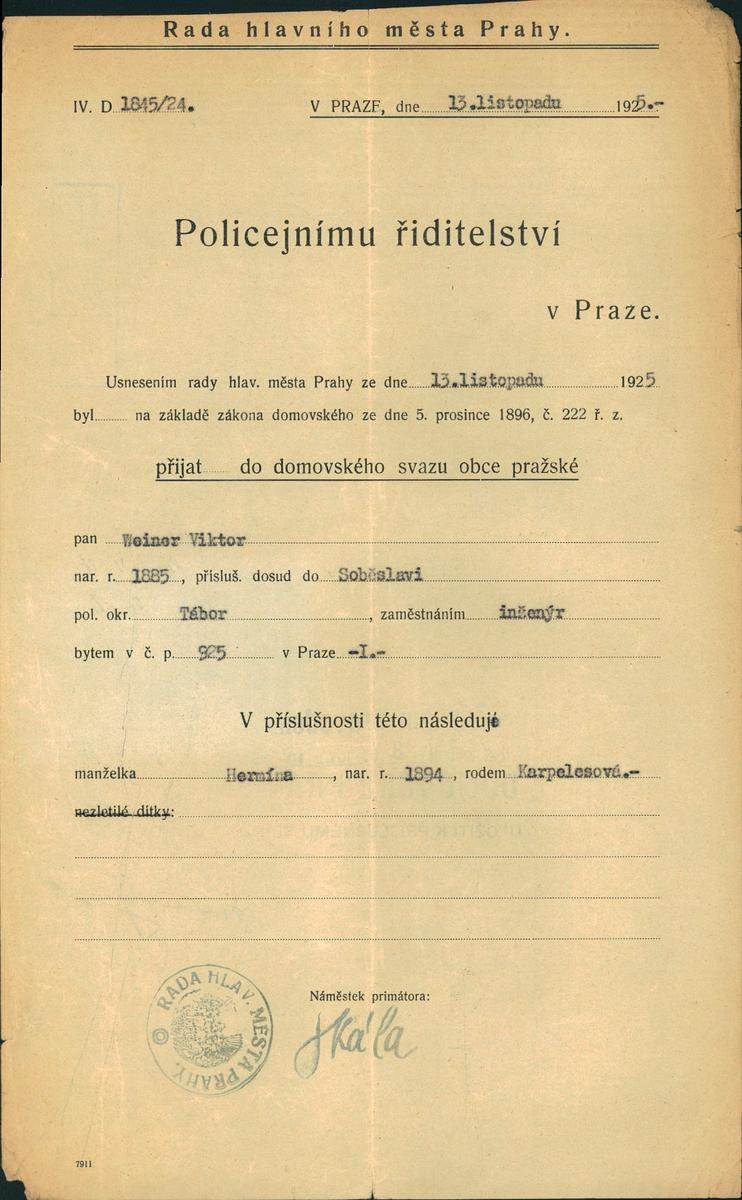 Rada hlavního města Prahy.
IV. D 1845/24. V PRAZE, dne 13.listopadu 1925.-
Policejnímu řiditelství
v Praze.
Usnesením rady hlav. města Prahy ze dne 13.listopadu 1925
byl na základě zákona domovského ze dne 5. prosince 1896, č. 222 ř. z.
přijat do domovského svazu obce pražské
pan Weiner Viktor
nar. r. 1885, přísluš. dosud do Soběslavi
pol. okr. Tábor, zaměstnáním inženýr
bytem v č. p. 925 v Praze -I.-
V příslušnosti této následuje
manželka Hermína, nar. r. 1894, rodem Karpelesová.-
nezletilé dítky:
RADA HLAV. MĚSTA PRAHY.
Náměstek primátora:
Skála
7911